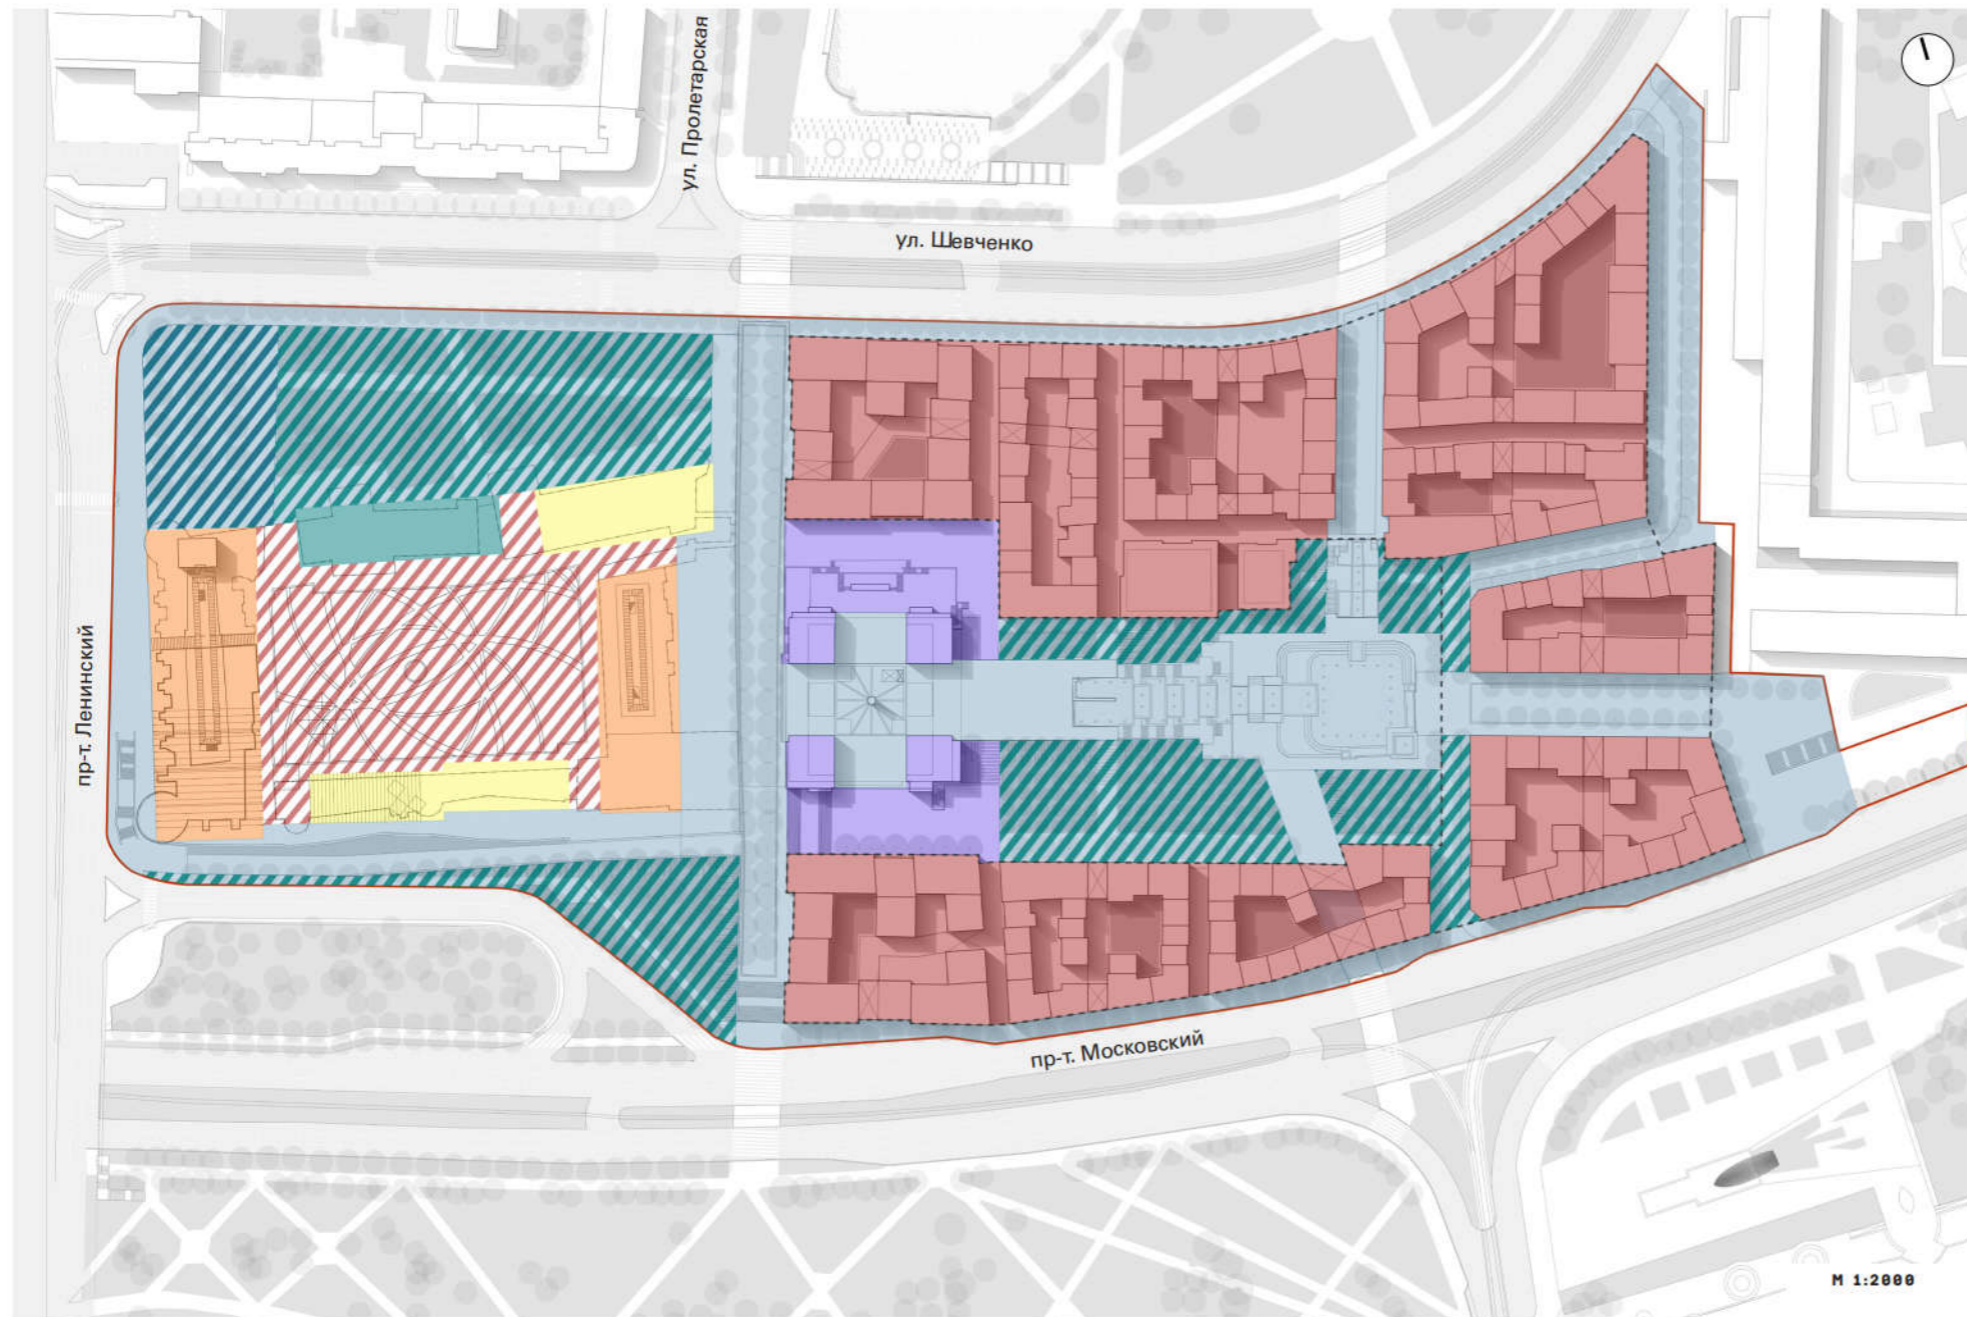 ул. Пролетарская
ул. Шевченко
пр-т. Ленинский
пр-т. Московский
М 1:2000